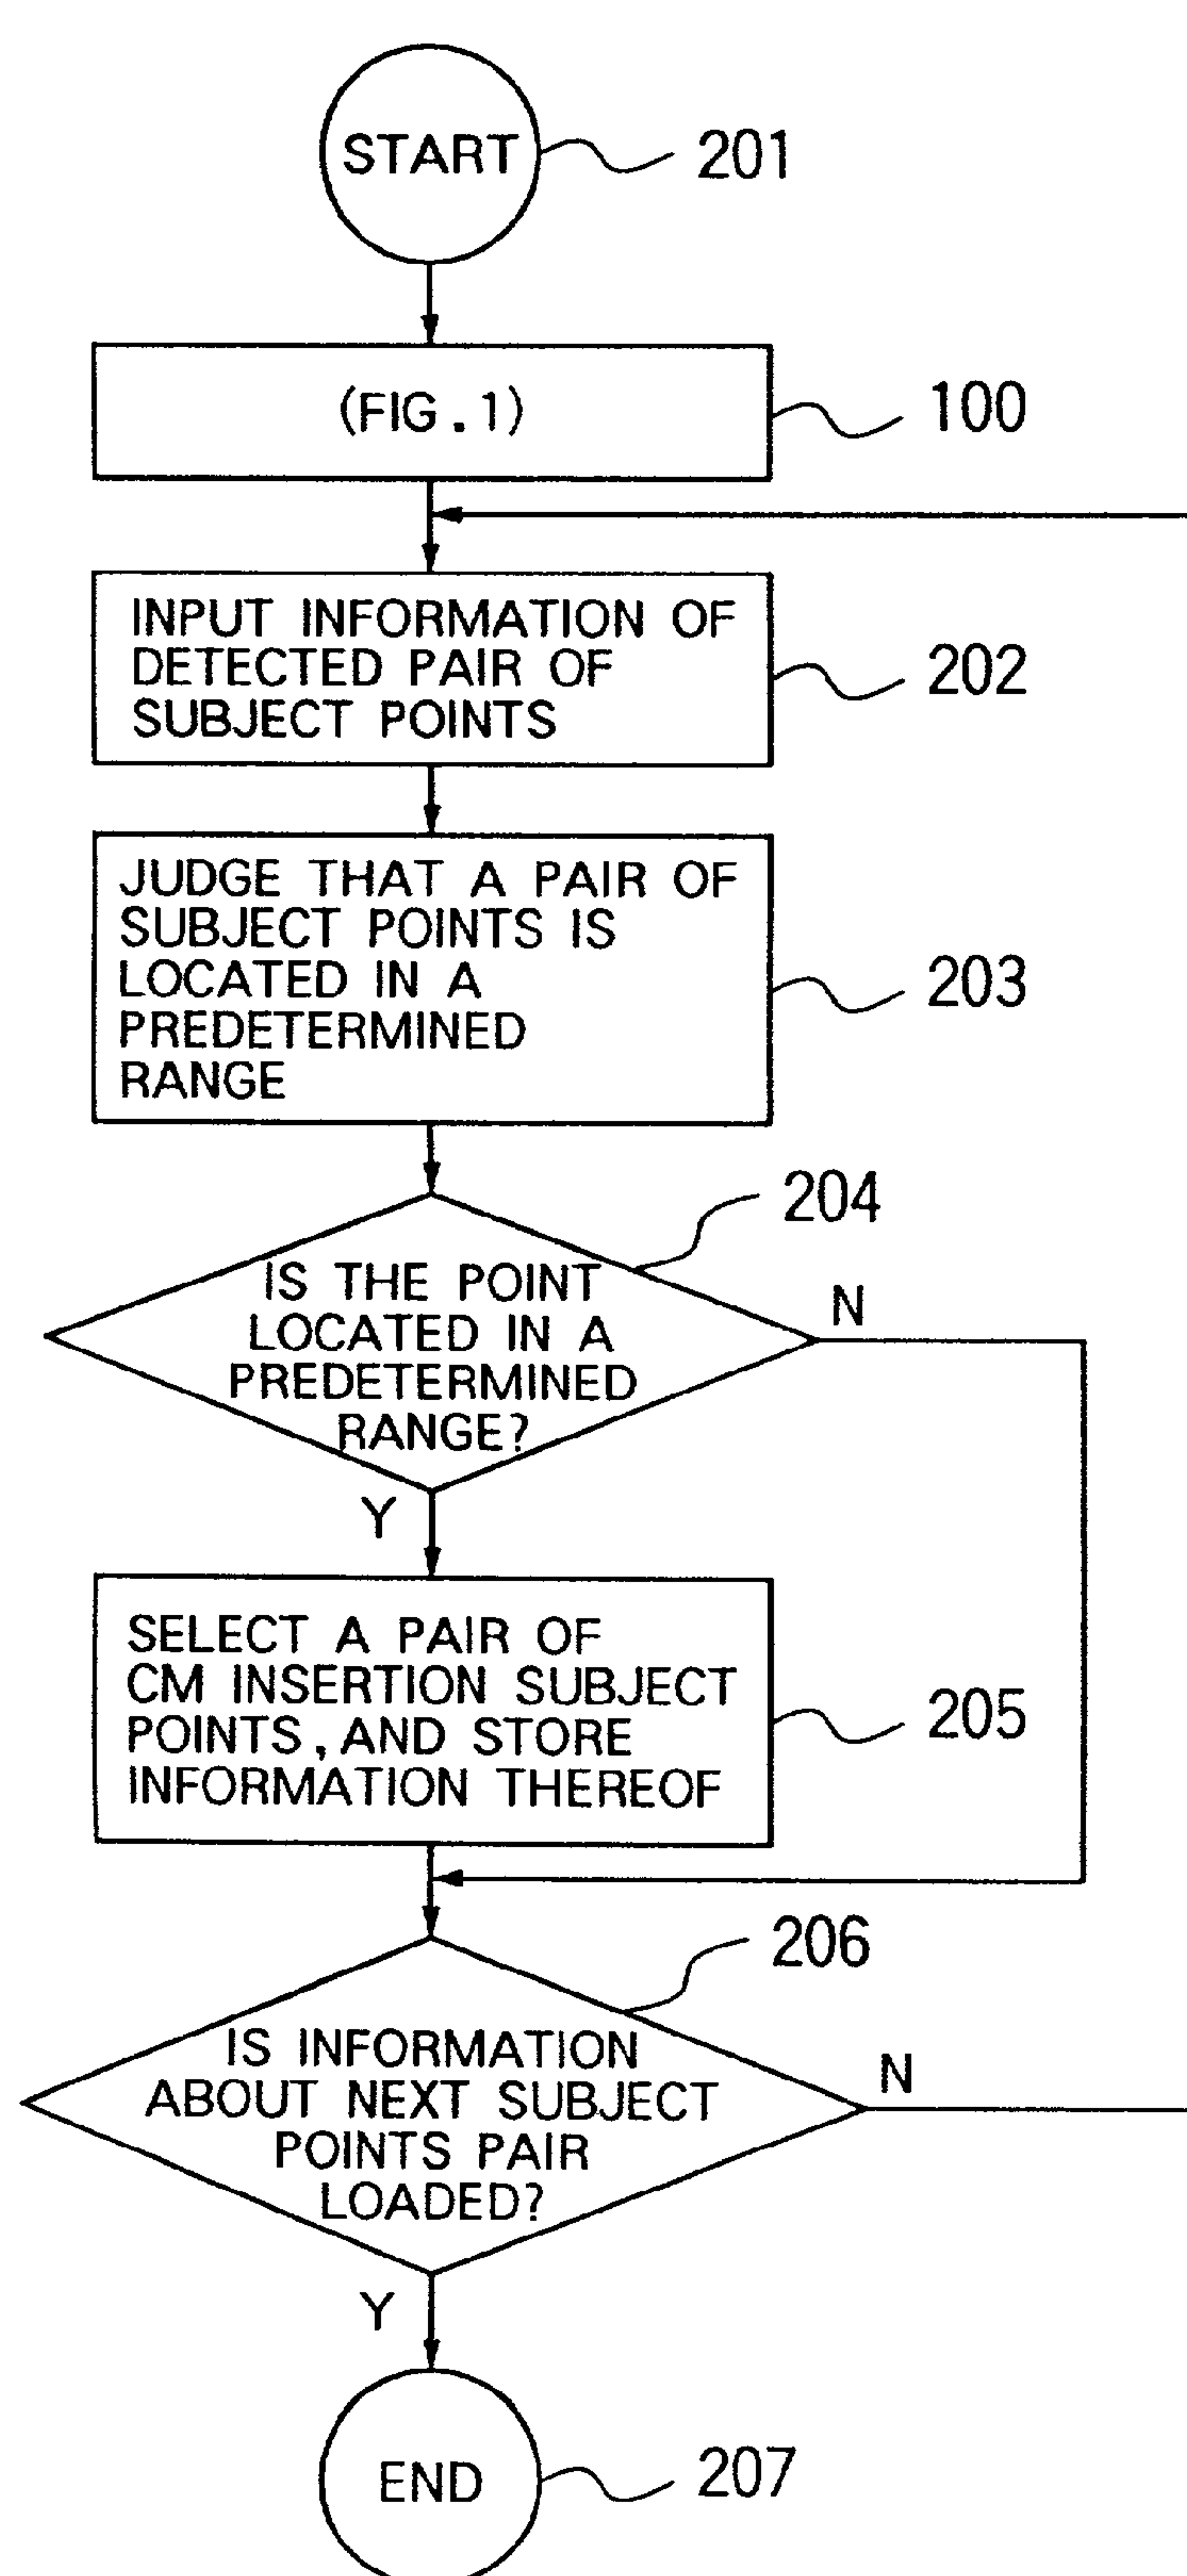 START
201
(FIG.1)
100
INPUT INFORMATION OF
DETECTED PAIR OF
SUBJECT POINTS
202
JUDGE THAT A PAIR OF
SUBJECT POINTS IS
LOCATED IN A
PREDETERMINED
RANGE
203
204
IS THE POINT
LOCATED IN A
PREDETERMINED
RANGE?
N
Y
SELECT A PAIR OF
CM INSERTION SUBJECT
POINTS, AND STORE
INFORMATION THEREOF
205
206
IS INFORMATION
ABOUT NEXT SUBJECT
POINTS PAIR
LOADED?
N
Y
END
207